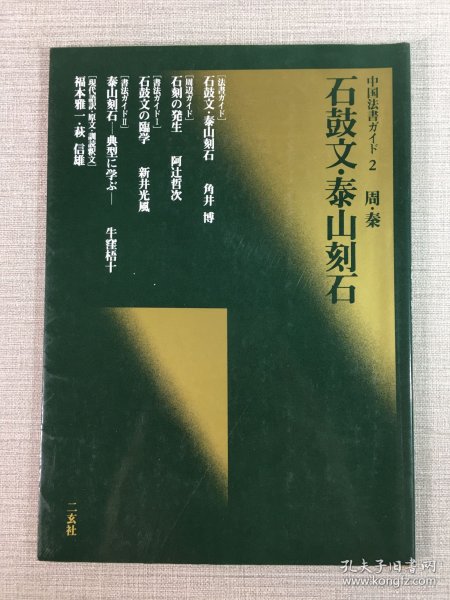 中国法書ガイド 2 周・秦
石鼓文・泰山刻石
［法書ガイド］
石鼓文・泰山刻石 角井 博
［周辺ガイド］
石刻の発生 阿辻哲次
［書法ガイドⅠ］
石鼓文の臨学 新井光風
［書法ガイドⅡ］
泰山刻石—典型に学ぶ— 牛窪梧十
［現代語訳・原文・訓読釈文］
福本雅一・萩 信雄
二玄社
孔夫子旧书网
www.kongfz.com